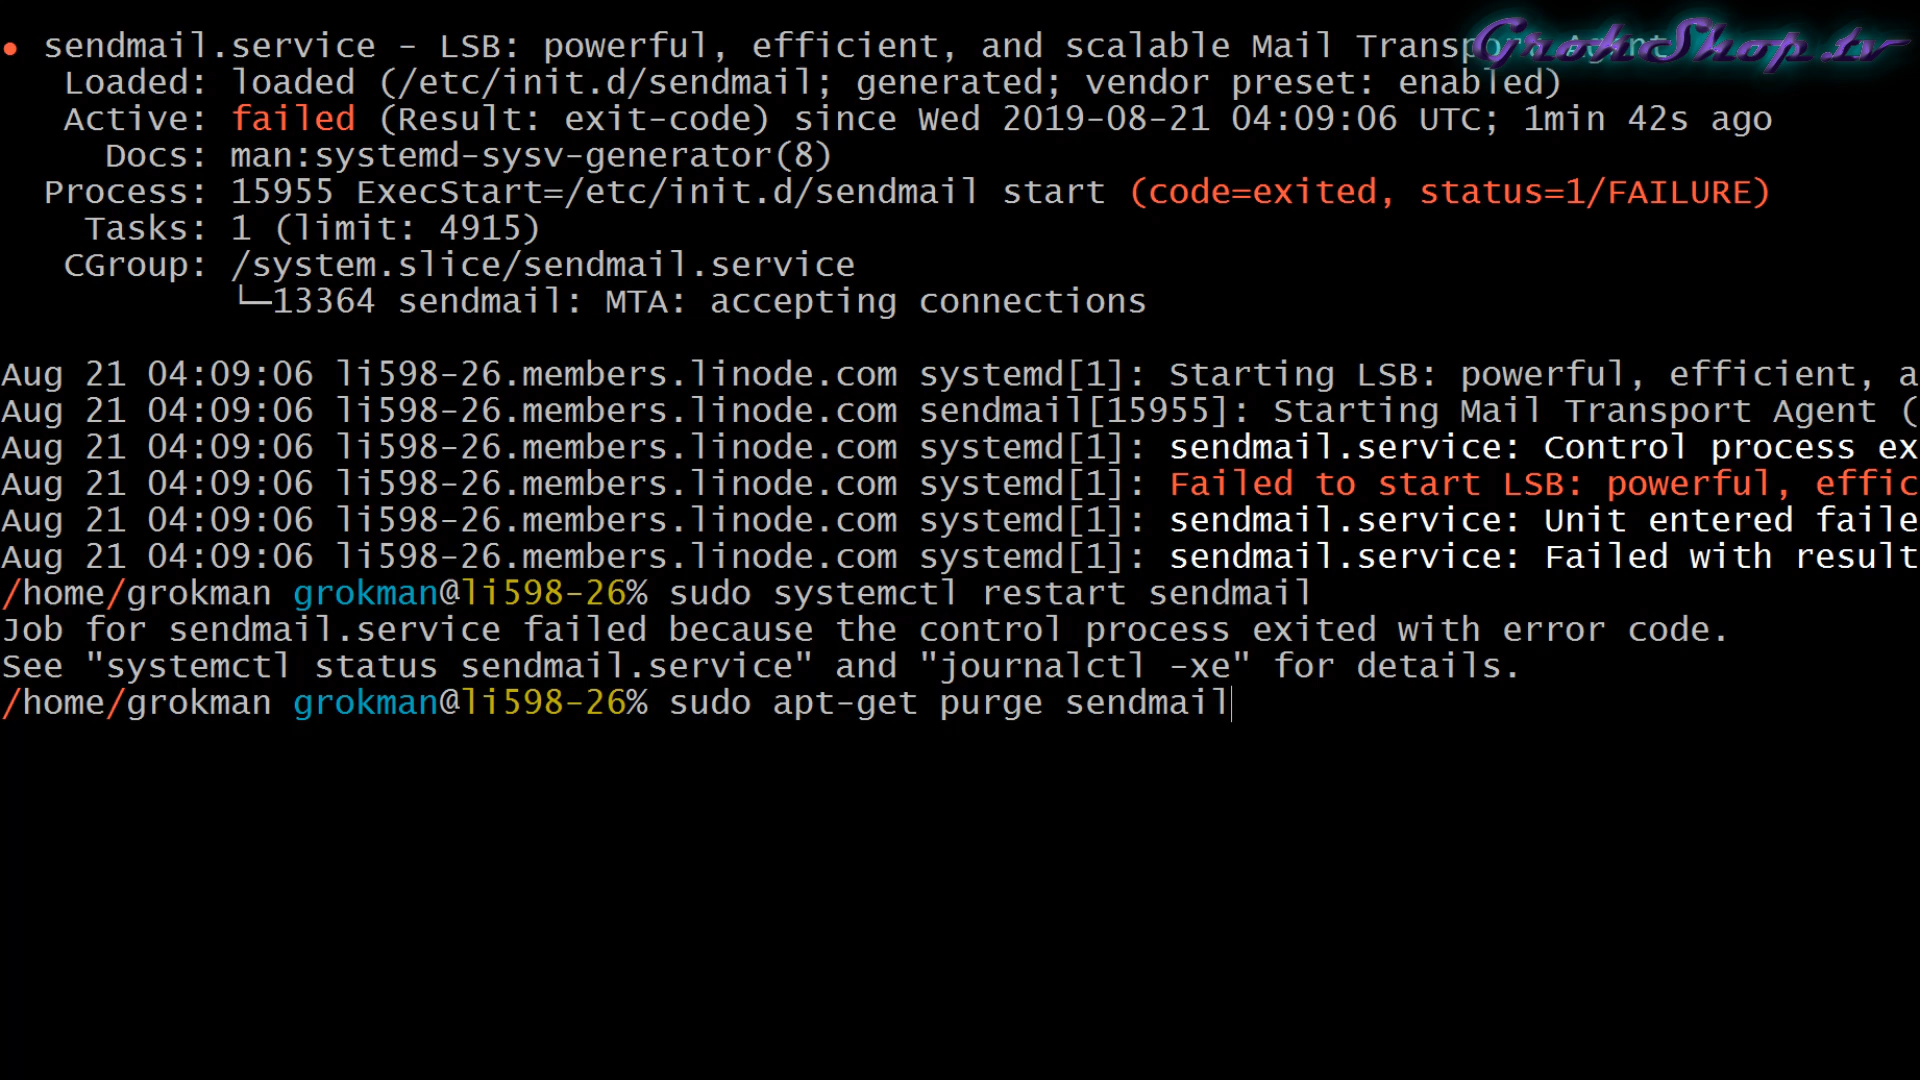 ● sendmail.service - LSB: powerful, efficient, and scalable Mail Transport Agent
GrokShop.tv
Loaded: loaded (/etc/init.d/sendmail; generated; vendor preset: enabled)
Active: failed (Result: exit-code) since Wed 2019-08-21 04:09:06 UTC; 1min 42s ago
Docs: man:systemd-sysv-generator(8)
Process: 15955 ExecStart=/etc/init.d/sendmail start (code=exited, status=1/FAILURE)
Tasks: 1 (limit: 4915)
CGroup: /system.slice/sendmail.service
└─13364 sendmail: MTA: accepting connections
Aug 21 04:09:06 li598-26.members.linode.com systemd[1]: Starting LSB: powerful, efficient, a
Aug 21 04:09:06 li598-26.members.linode.com sendmail[15955]: Starting Mail Transport Agent (
Aug 21 04:09:06 li598-26.members.linode.com systemd[1]: sendmail.service: Control process ex
Aug 21 04:09:06 li598-26.members.linode.com systemd[1]: Failed to start LSB: powerful, effic
Aug 21 04:09:06 li598-26.members.linode.com systemd[1]: sendmail.service: Unit entered faile
Aug 21 04:09:06 li598-26.members.linode.com systemd[1]: sendmail.service: Failed with result
/home/grokman grokman@li598-26% sudo systemctl restart sendmail
Job for sendmail.service failed because the control process exited with error code.
See "systemctl status sendmail.service" and "journalctl -xe" for details.
/home/grokman grokman@li598-26% sudo apt-get purge sendmail